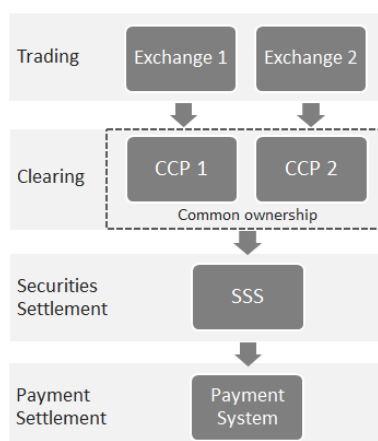 Trading
Exchange 1
Exchange 2
Clearing
CCP 1
CCP 2
Common ownership
Securities
Settlement
SSS
Payment
Settlement
Payment
System